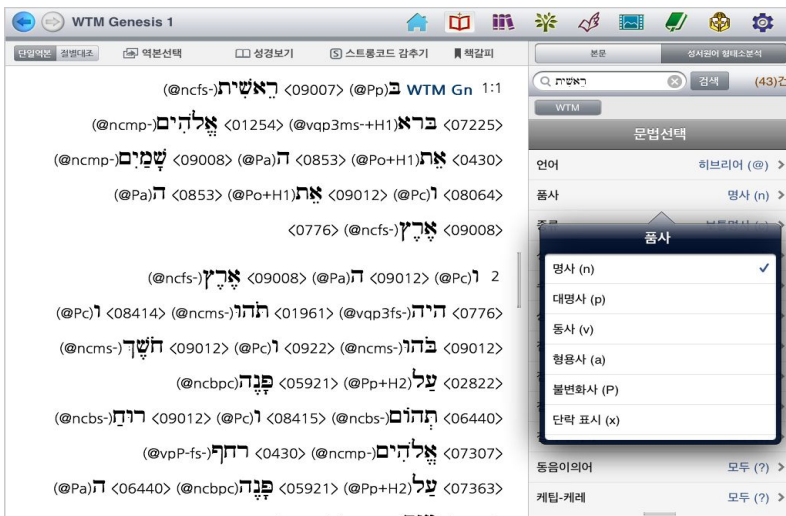 WTM Genesis 1
단일역본 절별대조 역본선택 성경보기 스트롱코드 감추기 책갈피
1:1 WTM Gn בּ(@Pp) <09007> רֵאשִׁית(@ncfs-)
<07225> בּרא(@vqp3ms-+H1) <01254> אֱלֹהִים(@ncmp-)
<0430> אֵת(@Po+H1) <0853> ה(@Pa) <09008> שָׁמַיִם(@ncmp-)
<08064> ו(@Pc) <09012> אֵת(@Po+H1) <0853> ה(@Pa)
<09008> אֶרֶץ(@ncfs-) <0776>
2 ו(@Pc) <09012> ה(@Pa) <09008> אֶרֶץ(@ncfs-)
<0776> היה(@vqp3fs-) <01961> תֹּהוּ(@ncms-) <08414> ו(@Pc)
<09012> בֹּהוּ(@ncms-) <0922> ו(@Pc) <09012> חֹשֶׁךְ(@ncms-)
<02822> עַל(@Pp+H2) <05921> פָּנֶה(@ncbpc)
<06440> תְּהוֹם(@ncbs-) <08415> ו(@Pc) <09012> רוּחַ(@ncbs-)
<07307> אֱלֹהִים(@ncmp-) <0430> רחף(@vpP-fs-)
<07363> עַל(@Pp+H2) <05921> פָּנֶה(@ncbpc) <06440> ה(@Pa)
본문 성서원어 형태소분석
רֵאשִׁית 검색 (43)건
WTM
문법선택
언어 히브리어 (@)
품사 명사 (n)
품사
명사 (n)
대명사 (p)
동사 (v)
형용사 (a)
불변화사 (P)
단락 표시 (x)
동음이의어 모두 (?)
케팁-케레 모두 (?)